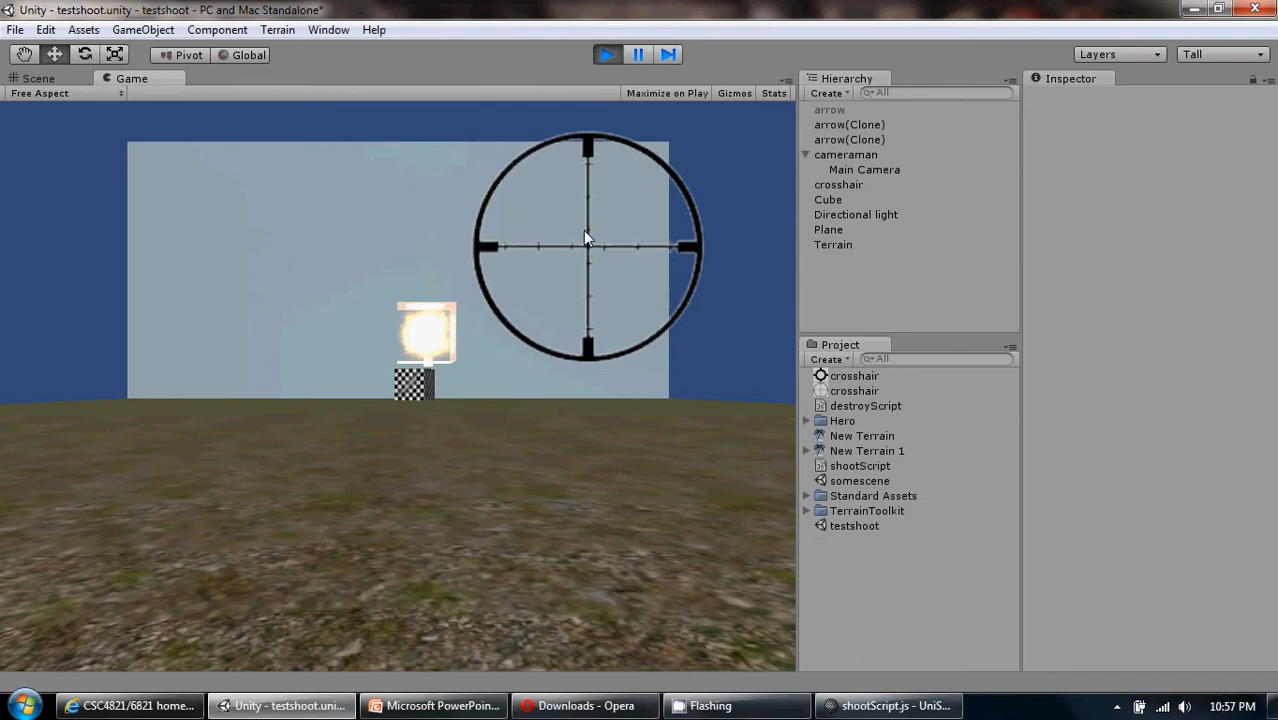 Unity - testshoot.unity - testshoot - PC and Mac Standalone*
File Edit Assets GameObject Component Terrain Window Help
Pivot Global Layers Tall
Scene Game Hierarchy Inspector
Free Aspect Maximize on Play Gizmos Stats Create All
arrow
arrow(Clone)
arrow(Clone)
cameraman
Main Camera
crosshair
Cube
Directional light
Plane
Terrain
Project
Create All
crosshair
crosshair
destroyScript
Hero
New Terrain
New Terrain 1
shootScript
somescene
Standard Assets
TerrainToolkit
testshoot
CSC4821/6821 home... Unity - testshoot.uni... Microsoft PowerPoin... Downloads - Opera Flashing shootScript.js - UniS... 10:57 PM